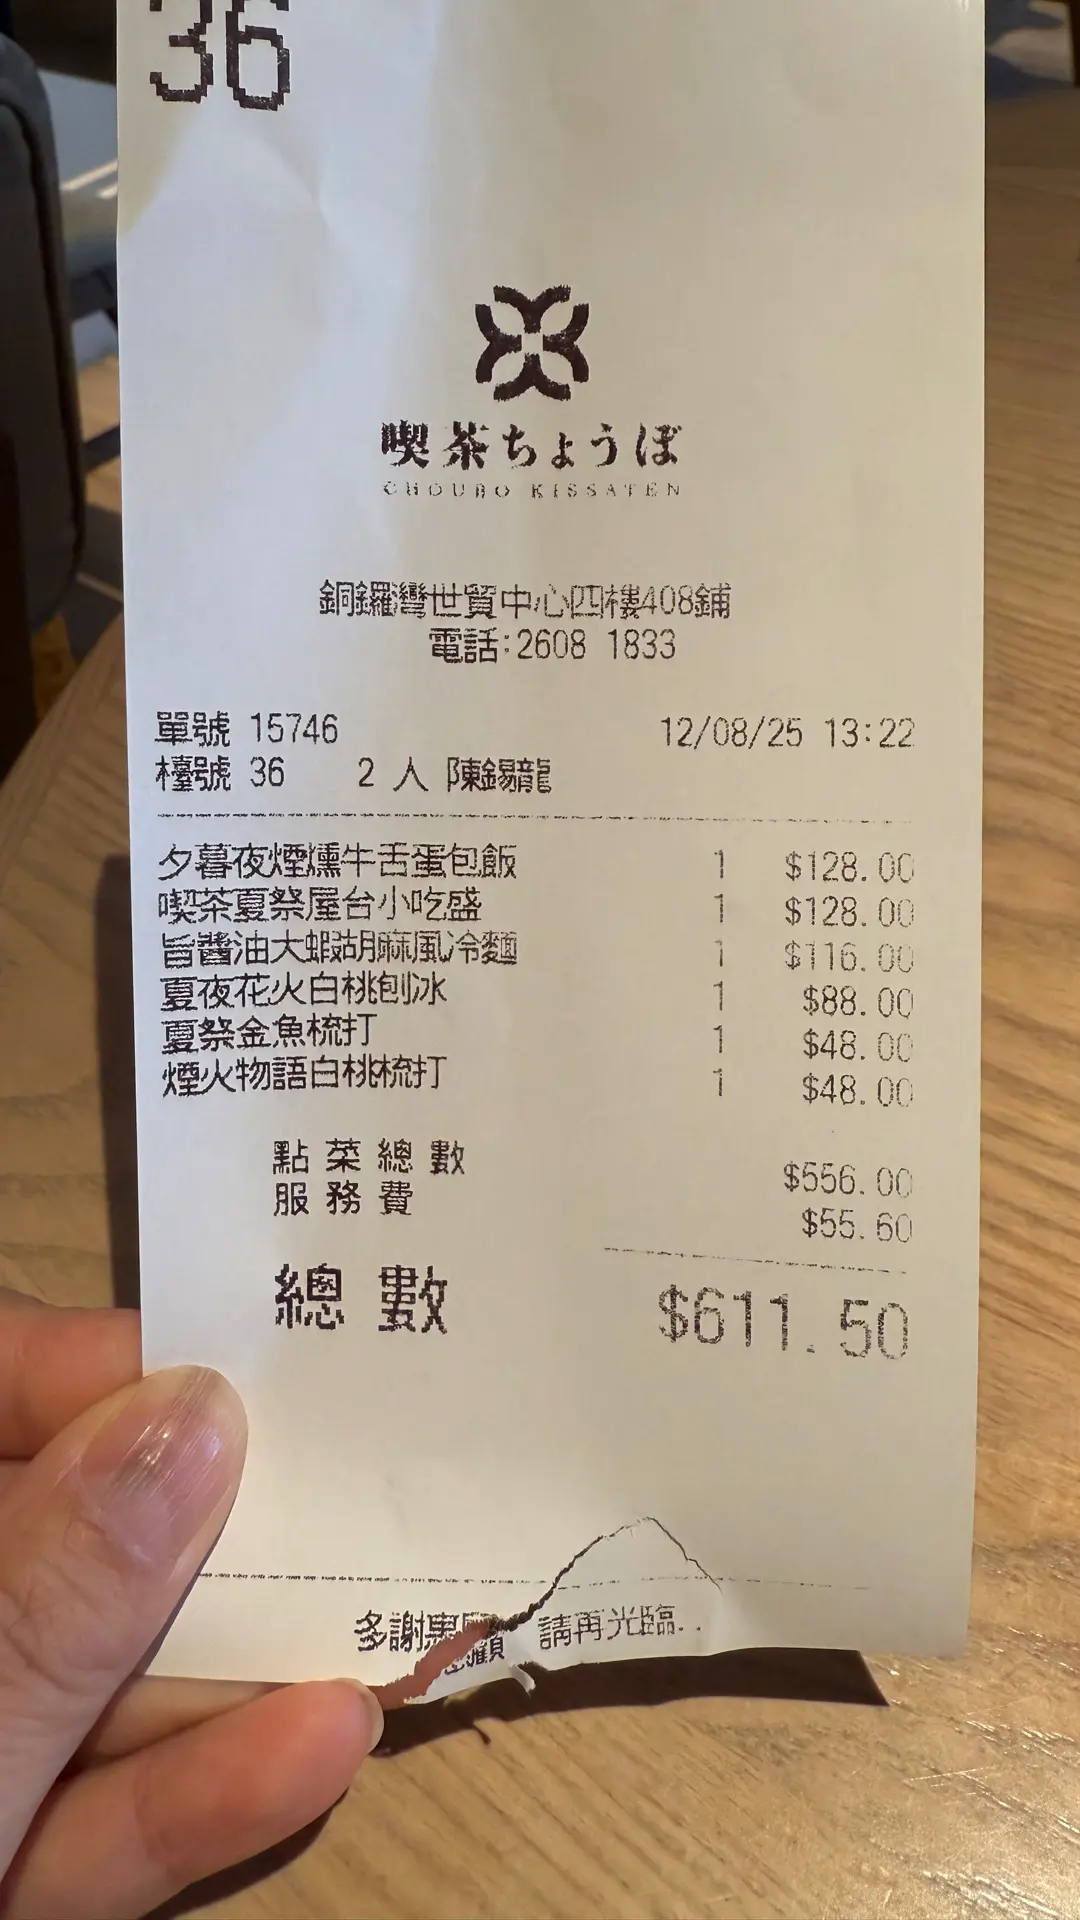 36
喫茶ちょうぼ
CHOUBO KISSATEN
銅鑼灣世貿中心四樓408鋪
電話:2608 1833
單號 15746 12/08/25 13:22
檯號 36 2 人 陳錫龍
夕暮夜煙燻牛舌蛋包飯 1 $128.00
喫茶夏祭屋台小吃盛 1 $128.00
旨醬油大蝦胡麻風冷麵 1 $116.00
夏夜花火白桃刨冰 1 $88.00
夏祭金魚梳打 1 $48.00
煙火物語白桃梳打 1 $48.00
點菜總數 $556.00
服務費 $55.60
總數 $611.50
多謝惠顧 請再光臨..